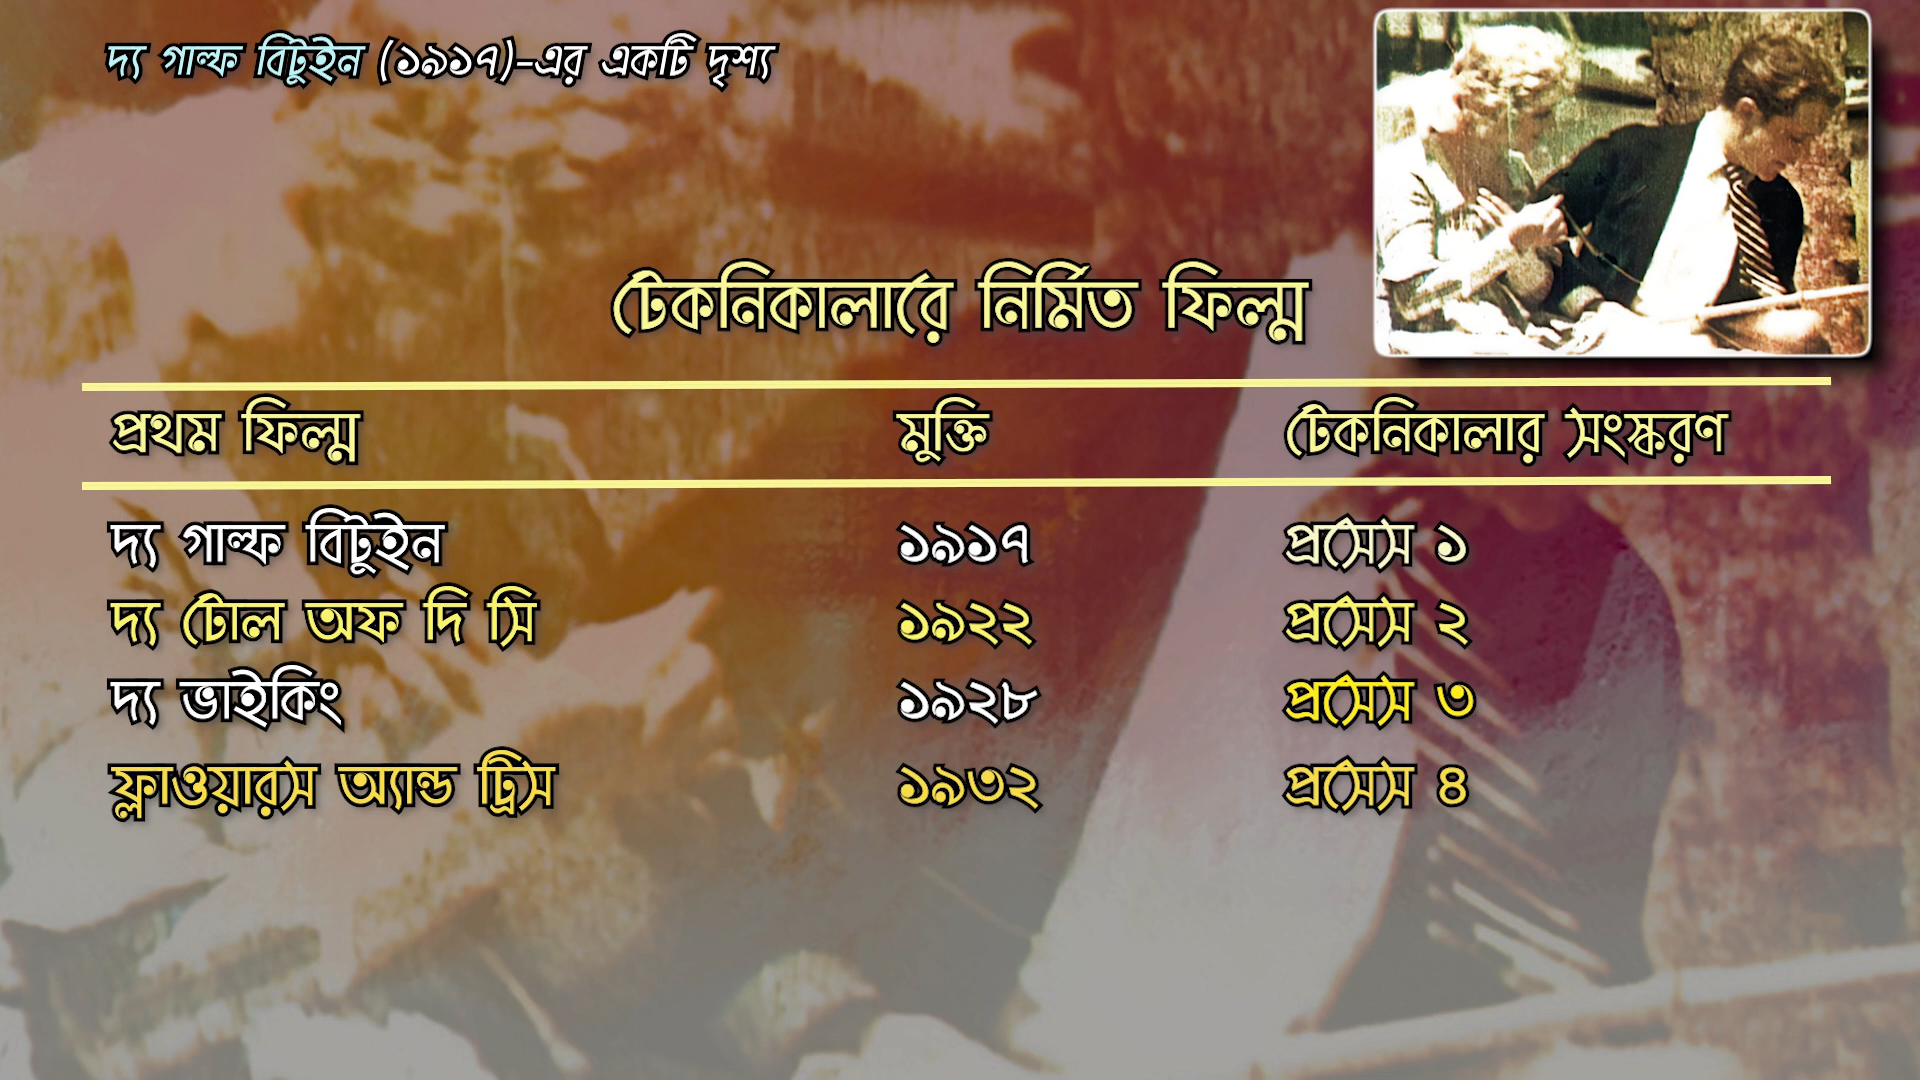 দ্য গাল্ফ বিটুইন (১৯১৭)-এর একটি দৃশ্য
টেকনিকালারে নির্মিত ফিল্ম
প্রথম ফিল্ম মুক্তি টেকনিকালার সংস্করণ
দ্য গাল্ফ বিটুইন ১৯১৭ প্রসেস ১
দ্য টোল অফ দি সি ১৯২২ প্রসেস ২
দ্য ভাইকিং ১৯২৮ প্রসেস ৩
ফ্লাওয়ারস অ্যান্ড ট্রিস ১৯৩২ প্রসেস ৪